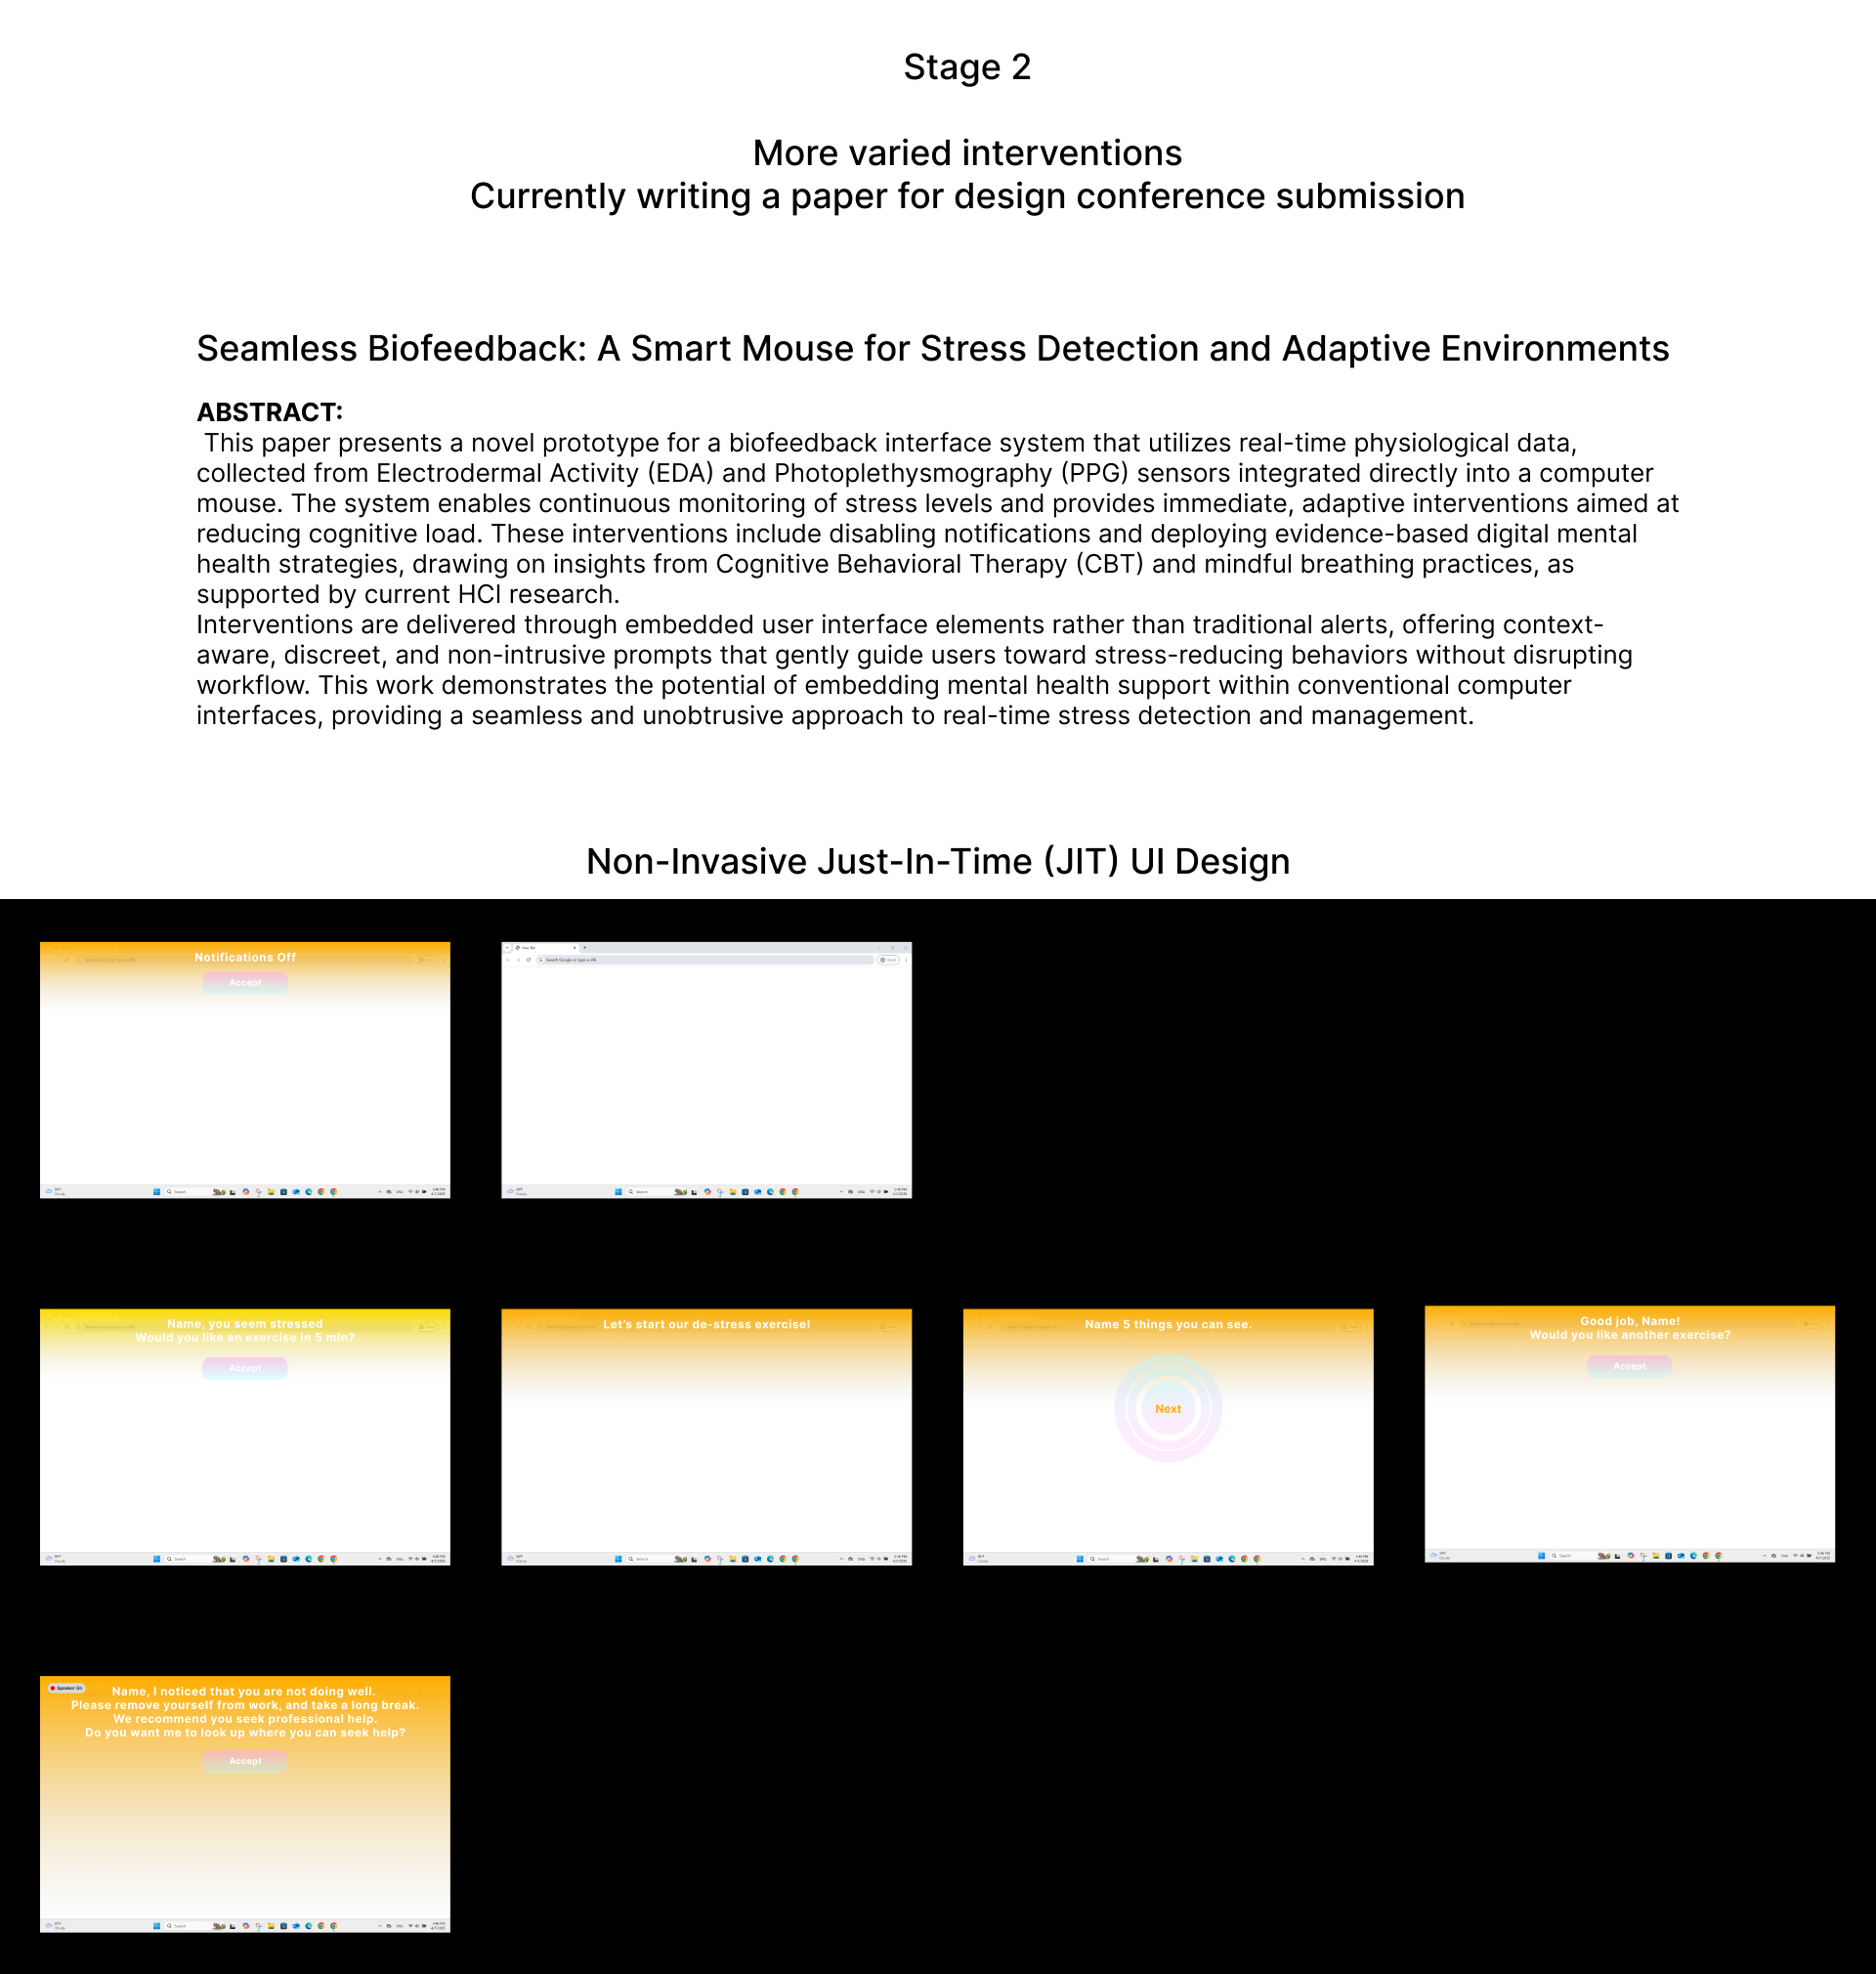 Stage 2
More varied interventions
Currently writing a paper for design conference submission
Seamless Biofeedback: A Smart Mouse for Stress Detection and Adaptive Environments
ABSTRACT:
This paper presents a novel prototype for a biofeedback interface system that utilizes real-time physiological data,
collected from Electrodermal Activity (EDA) and Photoplethysmography (PPG) sensors integrated directly into a computer
mouse. The system enables continuous monitoring of stress levels and provides immediate, adaptive interventions aimed at
reducing cognitive load. These interventions include disabling notifications and deploying evidence-based digital mental
health strategies, drawing on insights from Cognitive Behavioral Therapy (CBT) and mindful breathing practices, as
supported by current HCI research.
Interventions are delivered through embedded user interface elements rather than traditional alerts, offering context-
aware, discreet, and non-intrusive prompts that gently guide users toward stress-reducing behaviors without disrupting
workflow. This work demonstrates the potential of embedding mental health support within conventional computer
interfaces, providing a seamless and unobtrusive approach to real-time stress detection and management.
Non-Invasive Just-In-Time (JIT) UI Design
Notifications Off
Accept
New Tab
Search Google or type a URL
Search
Search
Name, you seem stressed
Would you like an exercise in 5 min?
Accept
Let's start our de-stress exercise!
Name 5 things you can see.
Next
Good job, Name!
Would you like another exercise?
Accept
Search
Search
Search
Search
Speaker On
Name, I noticed that you are not doing well.
Please remove yourself from work, and take a long break.
We recommend you seek professional help.
Do you want me to look up where you can seek help?
Accept
Search